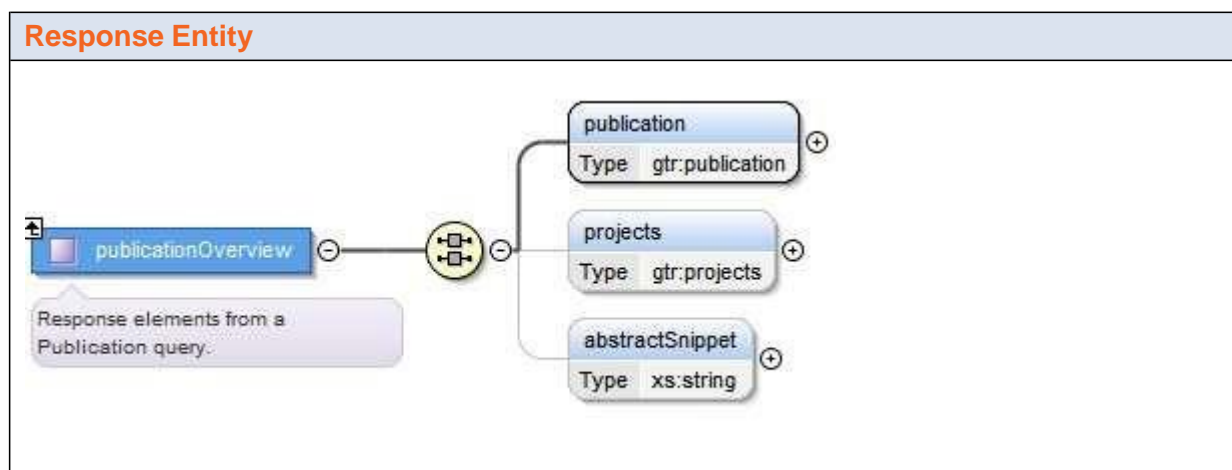 Response Entity
publication
Type gtr:publication
publicationOverview
projects
Type gtr:projects
Response elements from a
Publication query.
abstractSnippet
Type xs:string